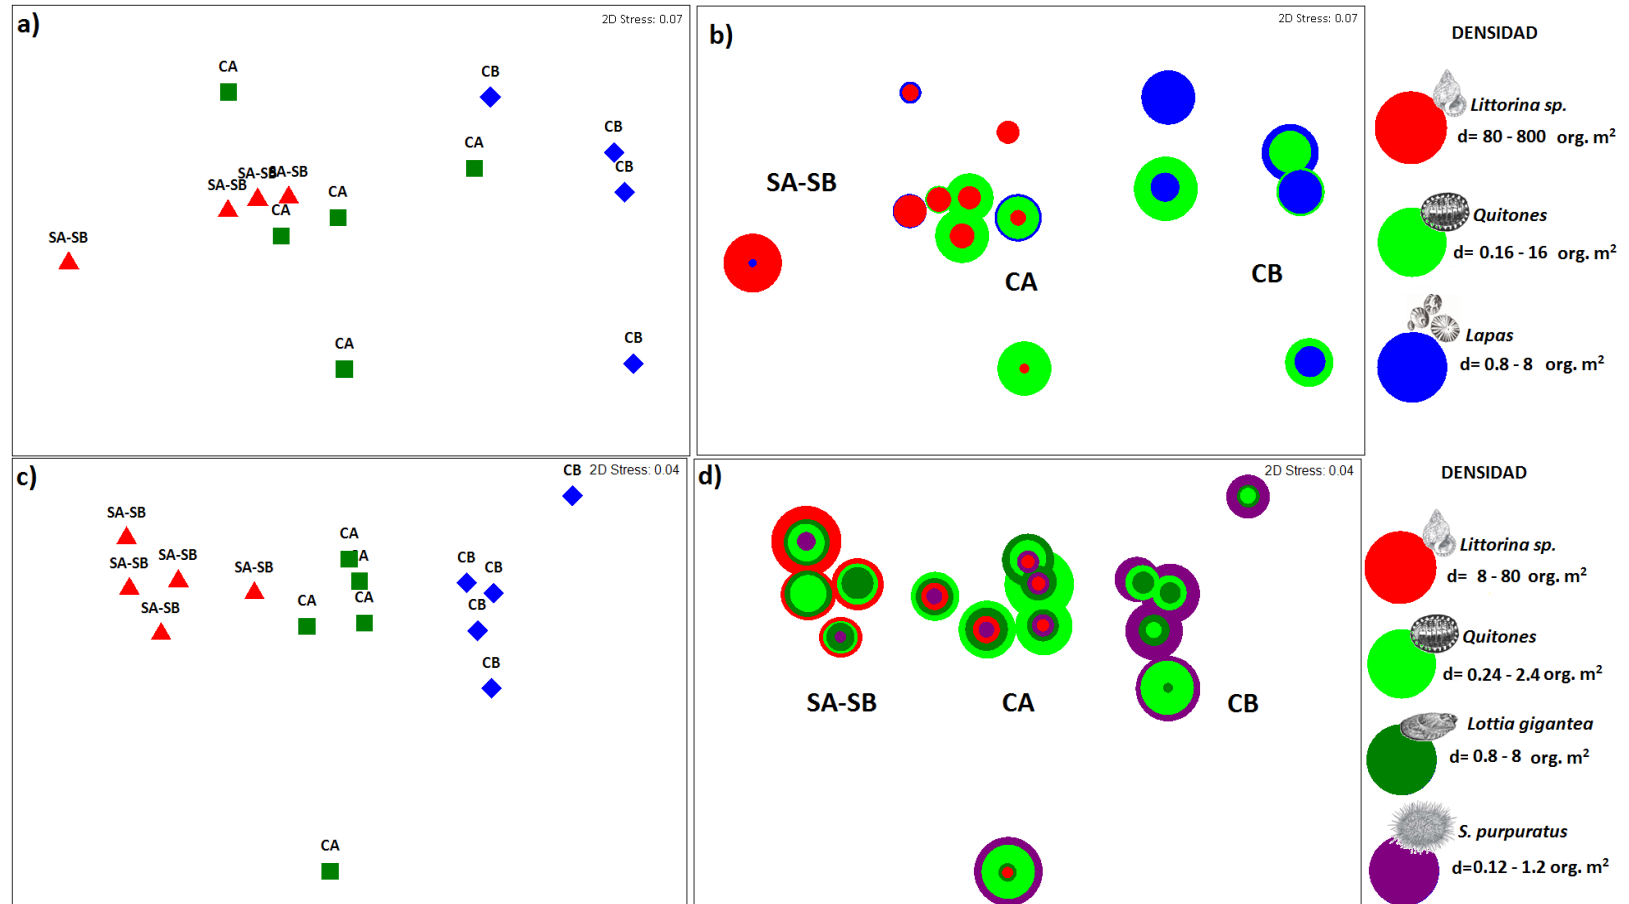 a)
2D Stress: 0.07
CA
CB
CB
CA
CB
SA-SB
SA-SB
SA-SB
CA
CA
SA-SB
CB
CA
b)
2D Stress: 0.07
SA-SB
CA
CB
DENSIDAD
Littorina sp.
d= 80 - 800 org. m²
Quitones
d= 0.16 - 16 org. m²
Lapas
d= 0.8 - 8 org. m²
c)
CB 2D Stress: 0.04
SA-SB
CA
CA
SA-SB
SA-SB
SA-SB
CB
CB
SA-SB
CA
CA
CB
CB
CA
d)
2D Stress: 0.04
SA-SB
CA
CB
DENSIDAD
Littorina sp.
d= 8 - 80 org. m²
Quitones
d= 0.24 - 2.4 org. m²
Lottia gigantea
d= 0.8 - 8 org. m²
S. purpuratus
d=0.12 - 1.2 org. m²